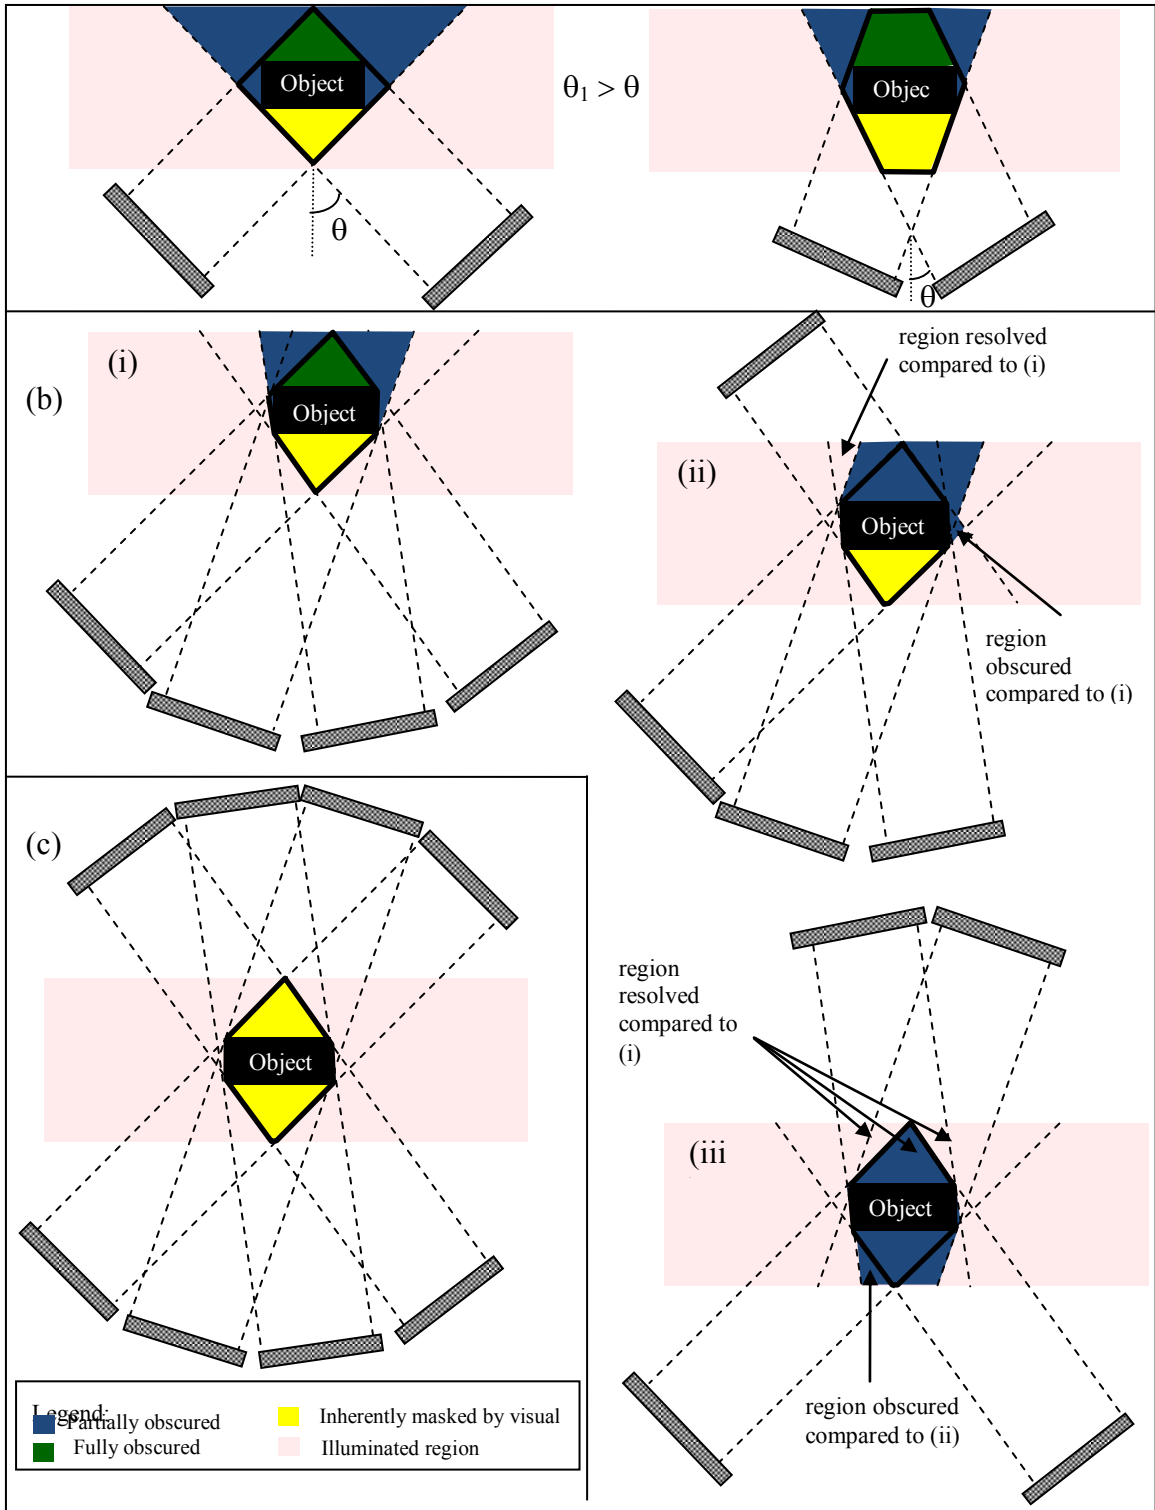 Object
θ1 > θ
Objec
θ
θ
(b)
(i)
Object
region resolved
compared to (i)
(ii)
Object
region
obscured
compared to (i)
(c)
Object
region
resolved
compared to
(i)
(iii
Object
region obscured
compared to (ii)
Legend:
Partially obscured
Fully obscured
Inherently masked by visual
Illuminated region